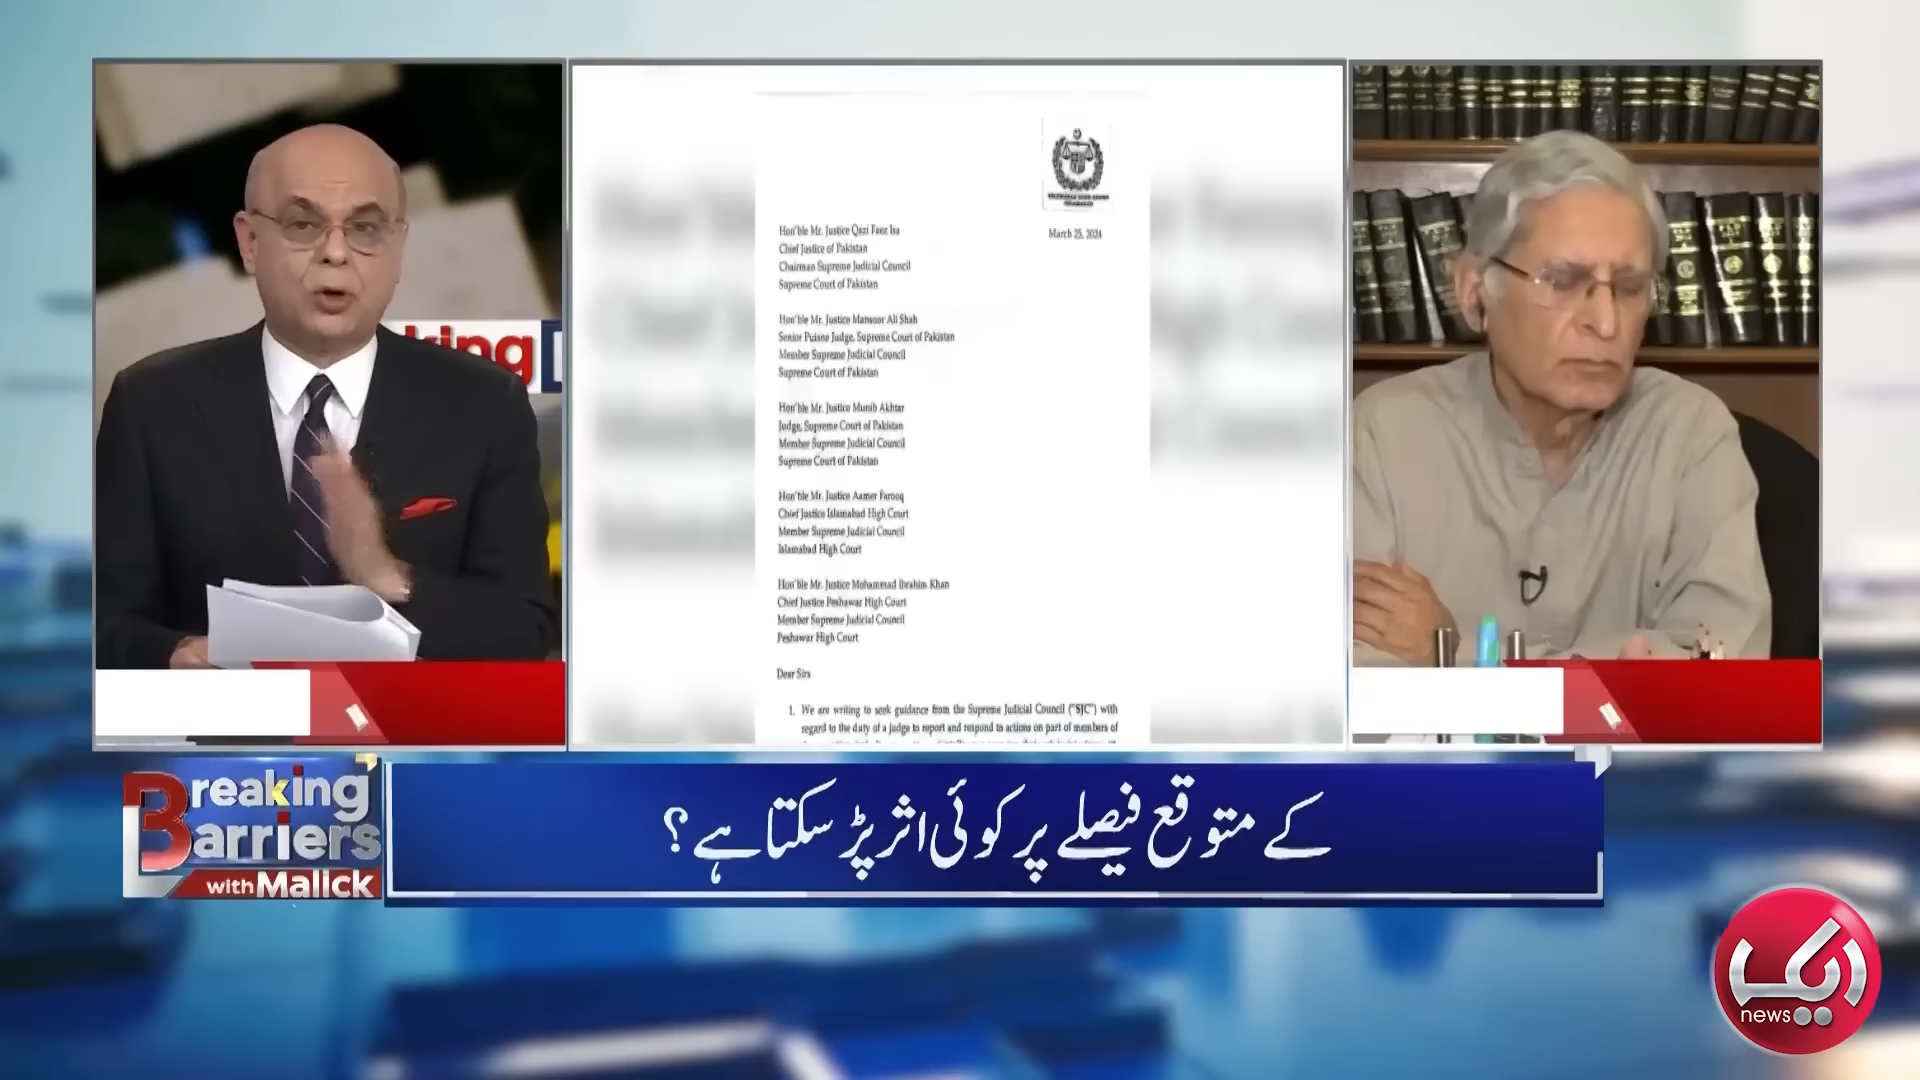 king
ISLAMABAD HIGH COURT
ISLAMABAD
March 25, 2024
Hon'ble Mr. Justice Qazi Faez Isa
Chief Justice of Pakistan
Chairman Supreme Judicial Council
Supreme Court of Pakistan
Hon'ble Mr. Justice Mansoor Ali Shah
Senior Puisne Judge, Supreme Court of Pakistan
Member Supreme Judicial Council
Supreme Court of Pakistan
Hon'ble Mr. Justice Munib Akhtar
Judge, Supreme Court of Pakistan
Member Supreme Judicial Council
Supreme Court of Pakistan
Hon'ble Mr. Justice Aamer Farooq
Chief Justice Islamabad High Court
Member Supreme Judicial Council
Islamabad High Court
Hon'ble Mr. Justice Mohammad Ibrahim Khan
Chief Justice Peshawar High Court
Member Supreme Judicial Council
Peshawar High Court
Dear Sirs
1. We are writing to seek guidance from the Supreme Judicial Council ("SJC") with
regard to the duty of a judge to report and respond to actions on part of members of
Breaking
Barriers
with Malick
کے متوقع فیصلے پر کوئی اثر پڑ سکتا ہے؟
ایک
news